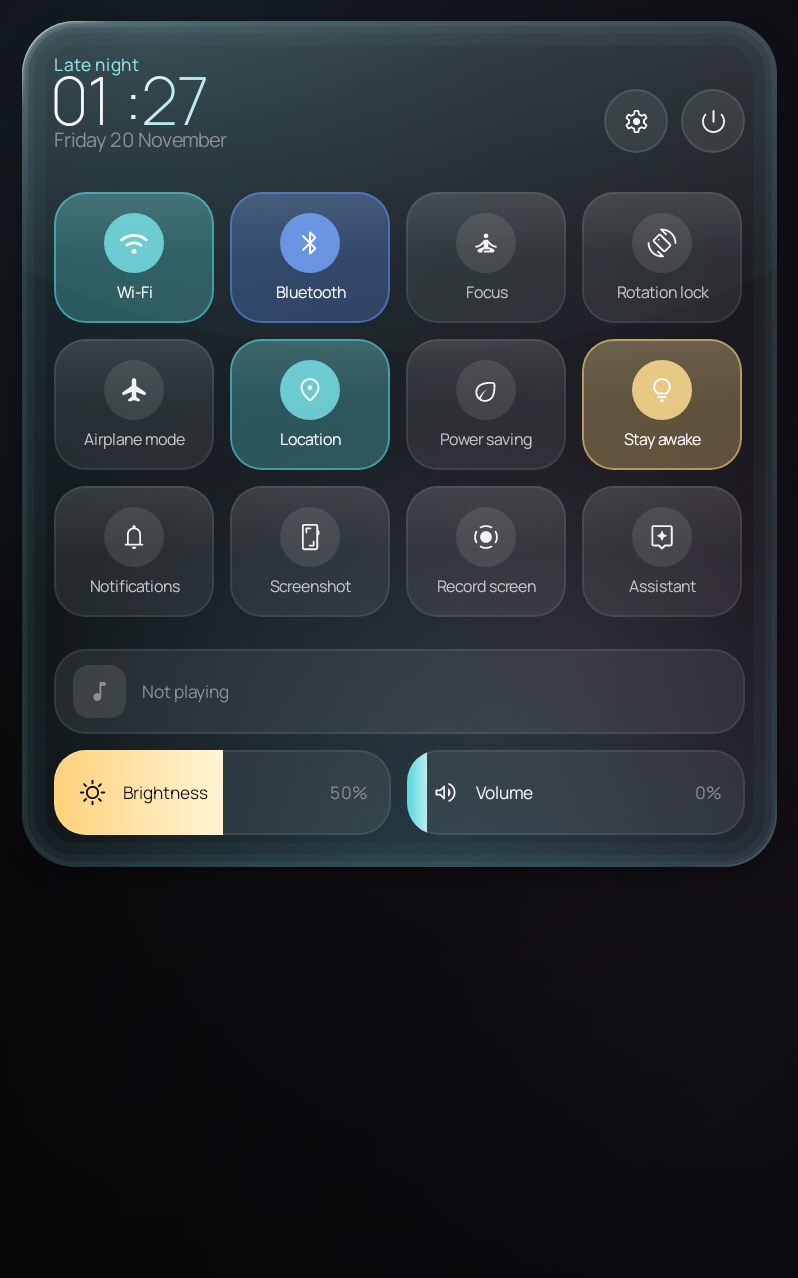 Late night
01 :27
Friday 20 November
Wi-Fi
Bluetooth
Focus
Rotation lock
Airplane mode
Location
Power saving
Stay awake
Notifications
Screenshot
Record screen
Assistant
Not playing
Brightness 50%
Volume 0%